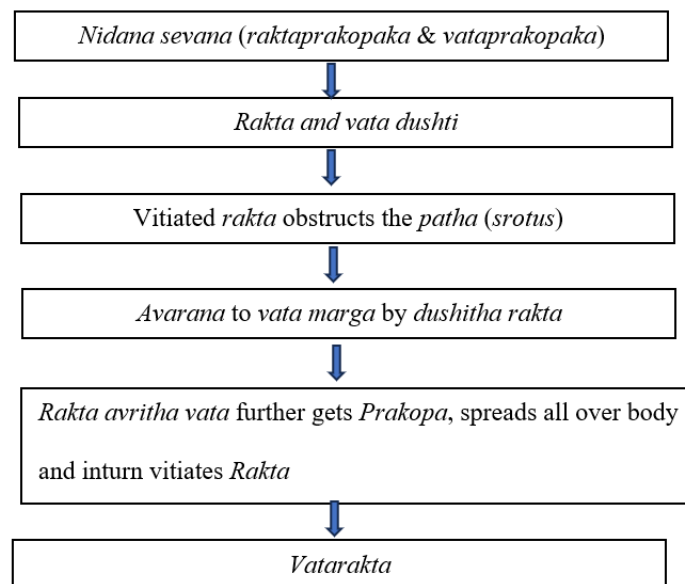 Nidana sevana (raktaprakopaka & vataprakopaka)
Rakta and vata dushti
Vitiated rakta obstructs the patha (srotus)
Avarana to vata marga by dushitha rakta
Rakta avritha vata further gets Prakopa, spreads all over body
and inturn vitiates Rakta
Vatarakta